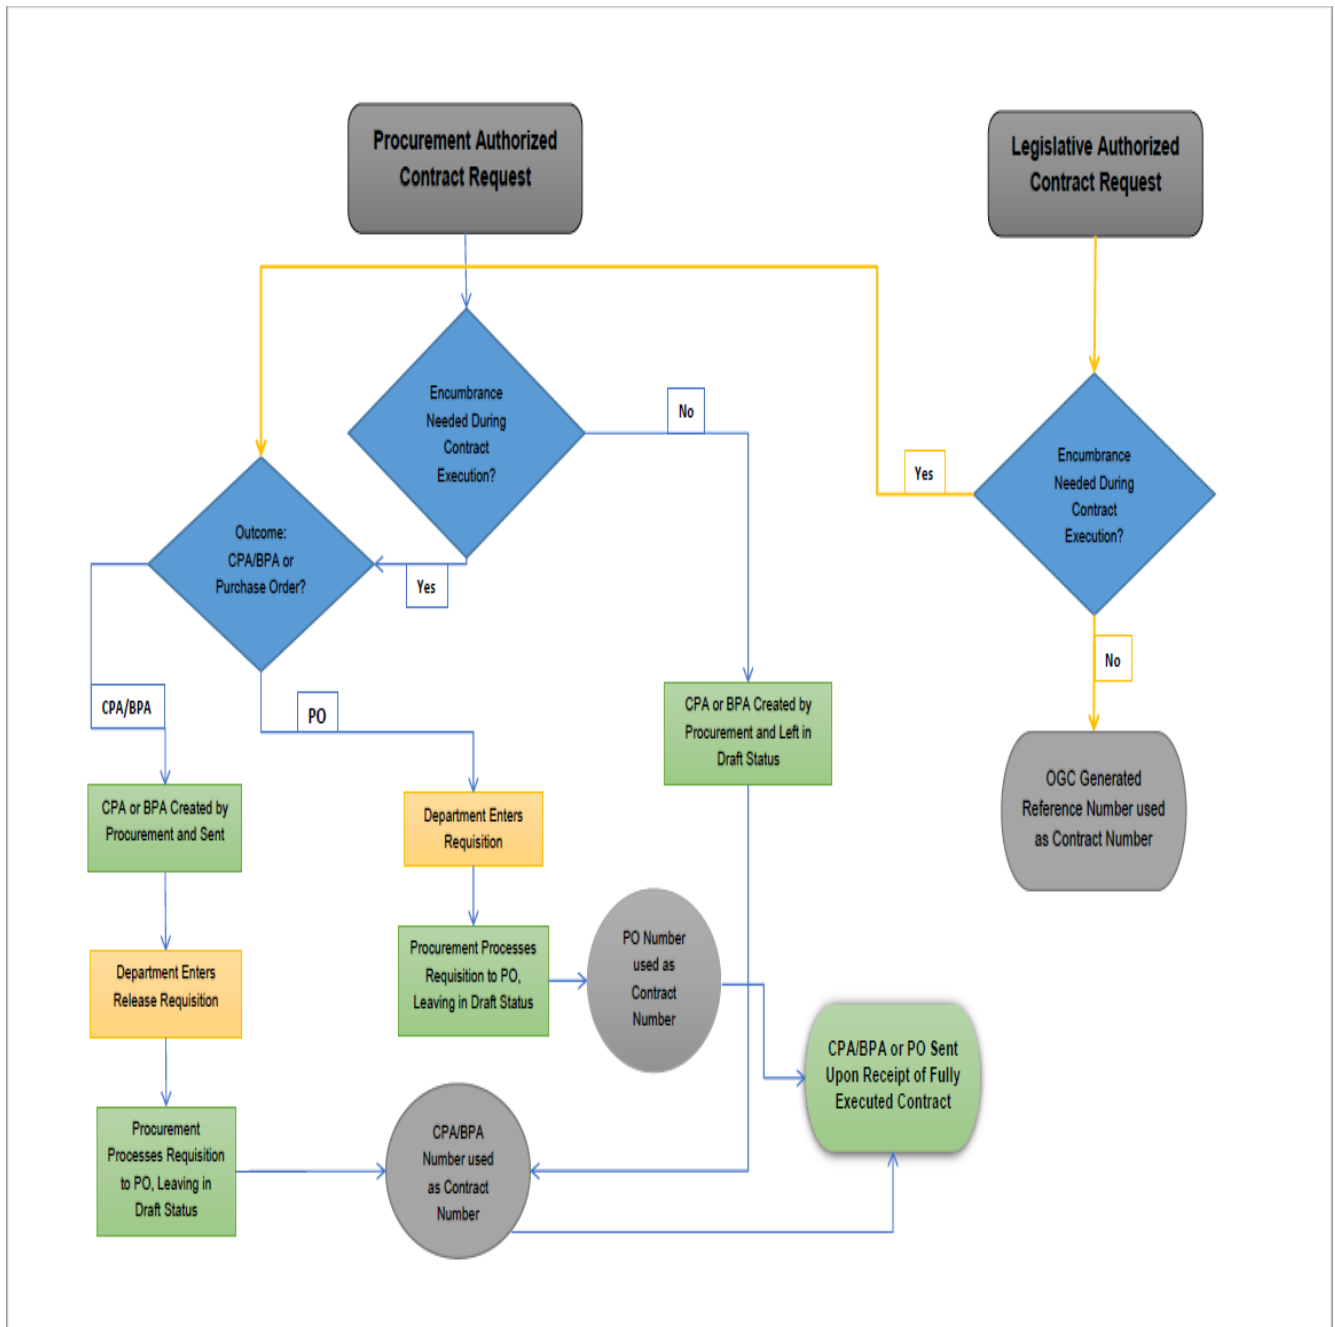 Procurement Authorized
Contract Request
Legislative Authorized
Contract Request
Encumbrance
Needed During
Contract
Execution?
No
Yes
Encumbrance
Needed During
Contract
Execution?
Outcome:
CPA/BPA or
Purchase Order?
Yes
No
CPA/BPA
PO
CPA or BPA Created by
Procurement and Left in
Draft Status
OGC Generated
Reference Number used
as Contract Number
CPA or BPA Created by
Procurement and Sent
Department Enters
Requisition
Department Enters
Release Requisition
Procurement Processes
Requisition to PO,
Leaving in Draft Status
PO Number
used as
Contract
Number
CPA/BPA or PO Sent
Upon Receipt of Fully
Executed Contract
Procurement
Processes Requisition
to PO, Leaving in
Draft Status
CPA/BPA
Number used
as Contract
Number